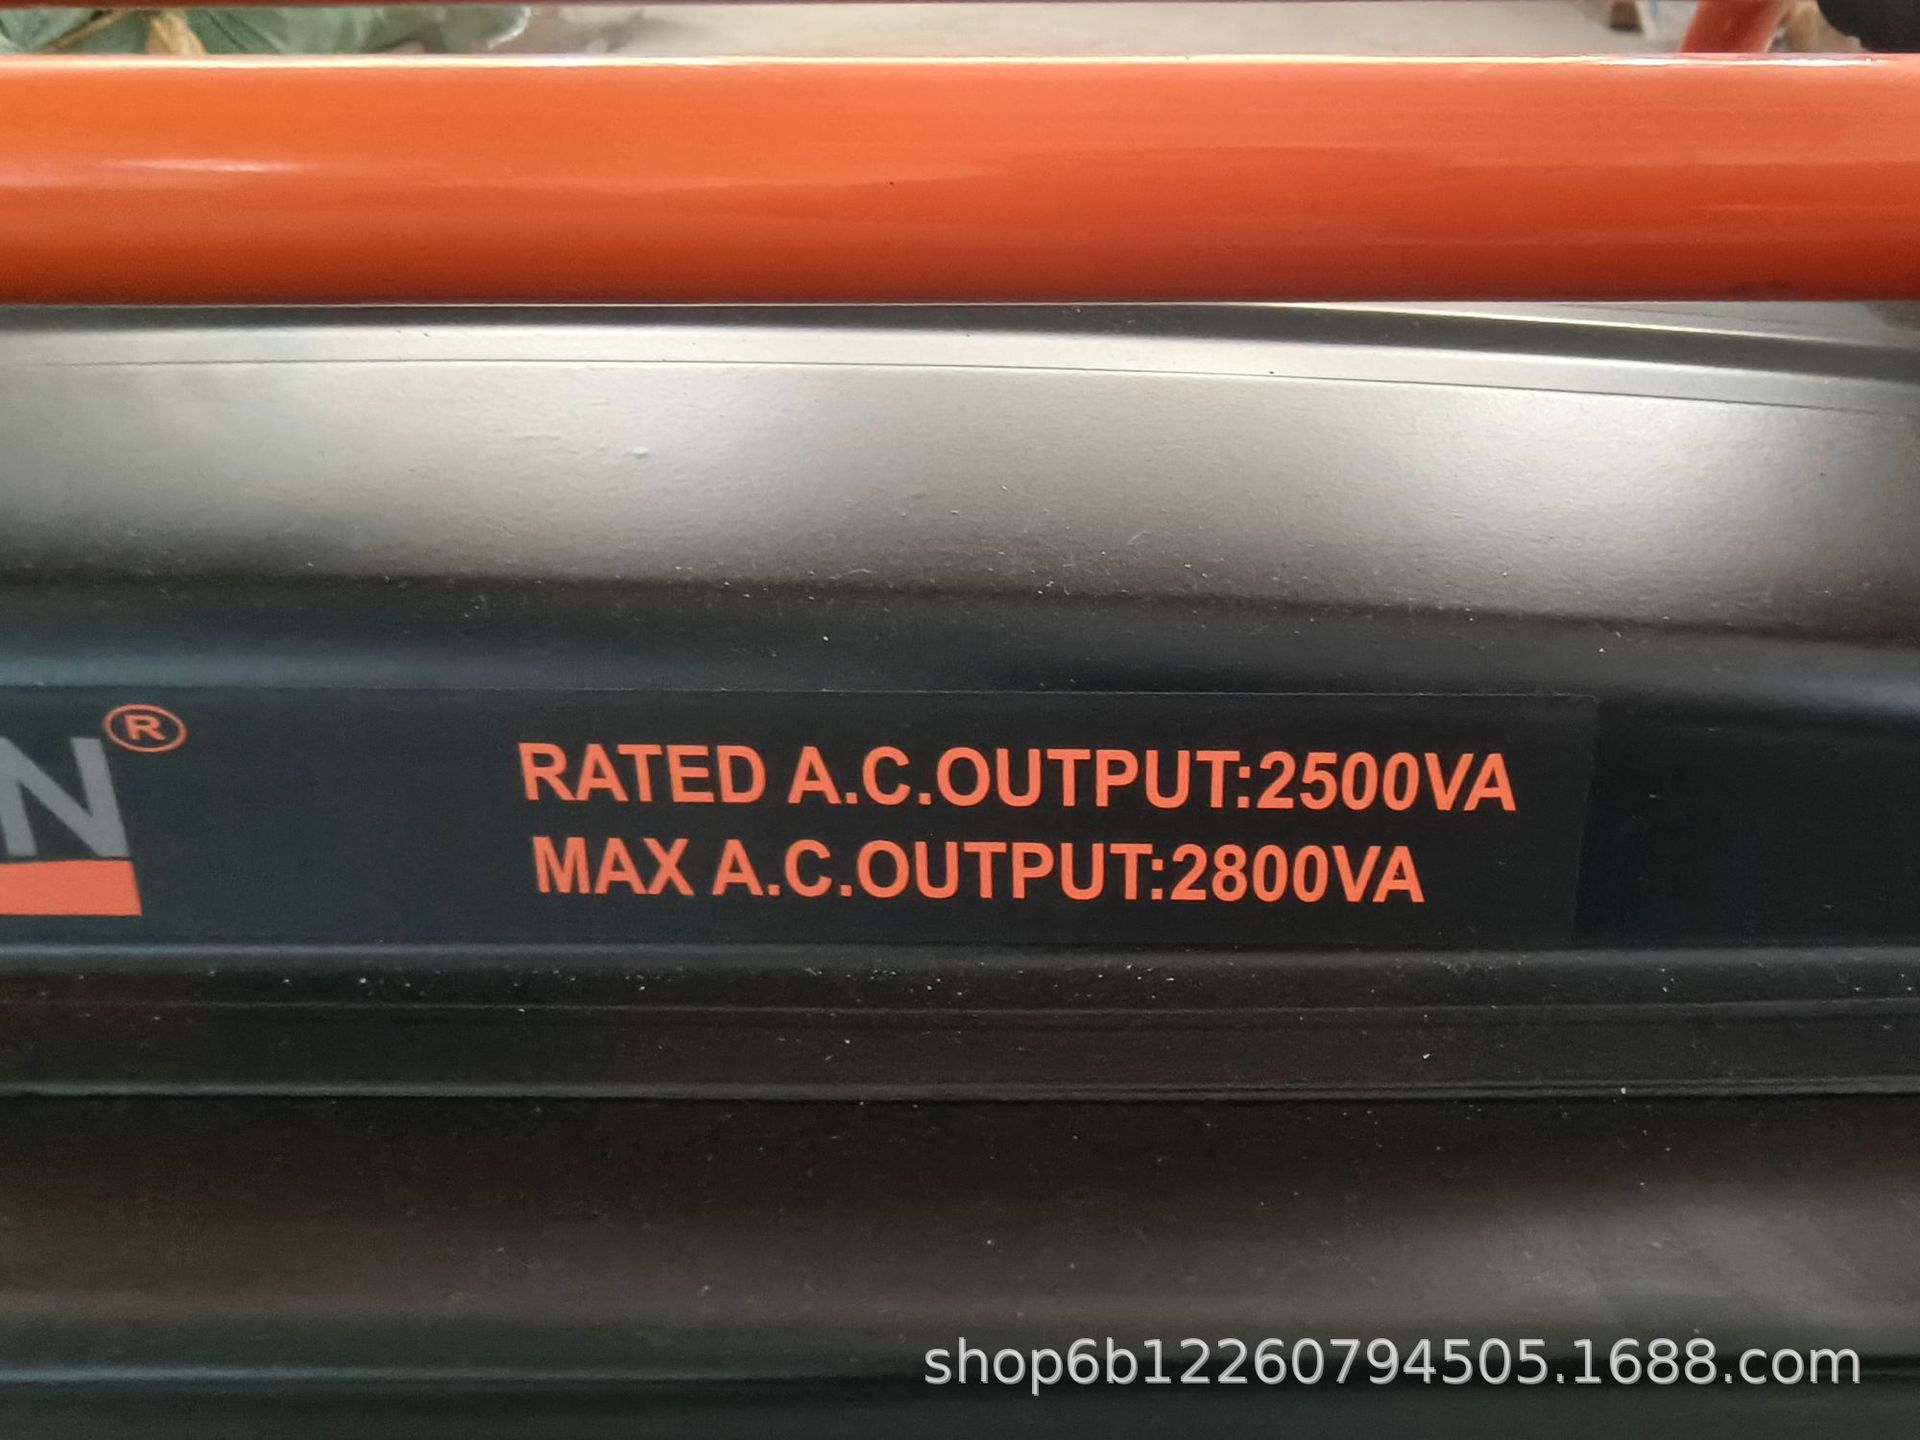 N®
RATED A.C.OUTPUT:2500VA
MAX A.C.OUTPUT:2800VA
shop6b12260794505.1688.com